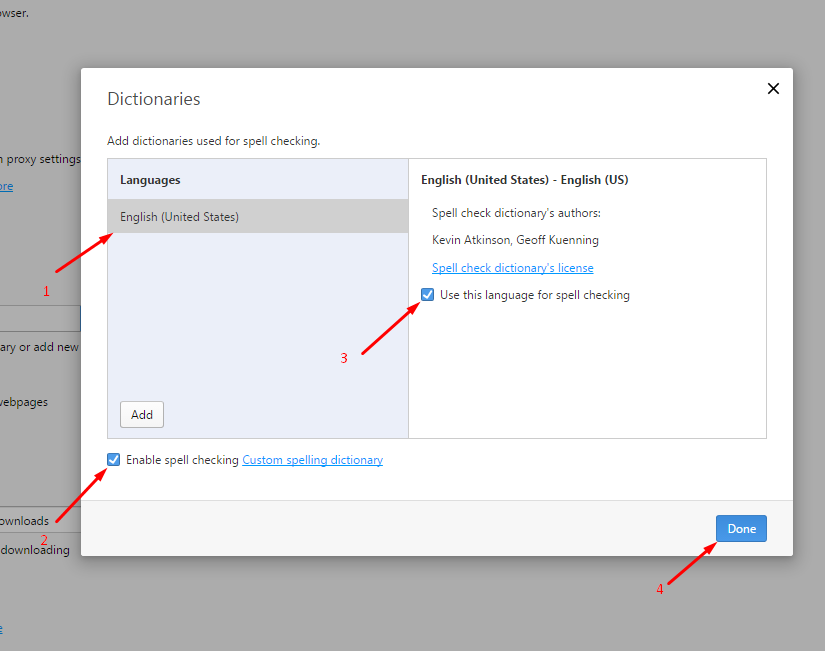 owser.
Dictionaries
Add dictionaries used for spell checking.
n proxy settings
ore
Languages
English (United States) - English (US)
English (United States)
Spell check dictionary's authors:
Kevin Atkinson, Geoff Kuenning
Spell check dictionary's license
1
Use this language for spell checking
ary or add new
3
webpages
Add
Enable spell checking Custom spelling dictionary
ownloads
Done
2
downloading
4
e